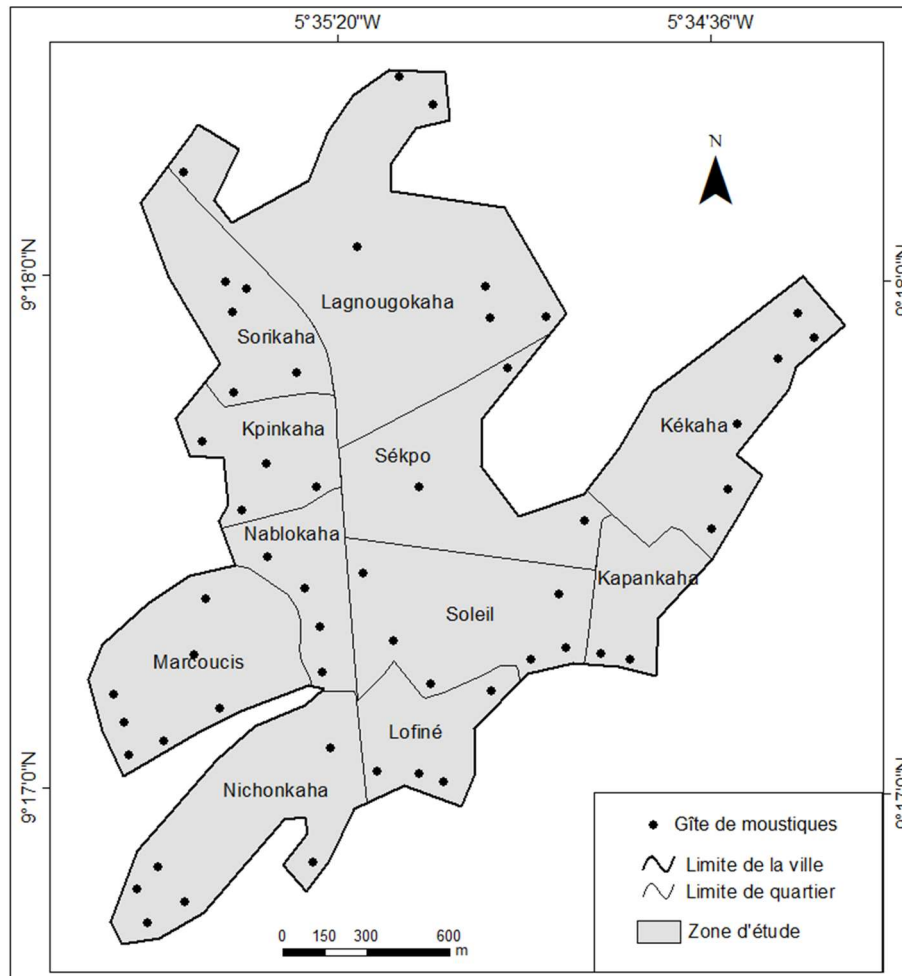 5°35'20"W
5°34'36"W
N
9°18'0"N
9°18'0"N
Lagnougokaha
Sorikaha
Kpinkaha
Sékpo
Kékaha
Nablokaha
Kapankaha
Soleil
Marcoucis
Lofiné
Nichonkaha
9°17'0"N
9°17'0"N
Gîte de moustiques
Limite de la ville
Limite de quartier
Zone d'étude
0 150 300 600
m